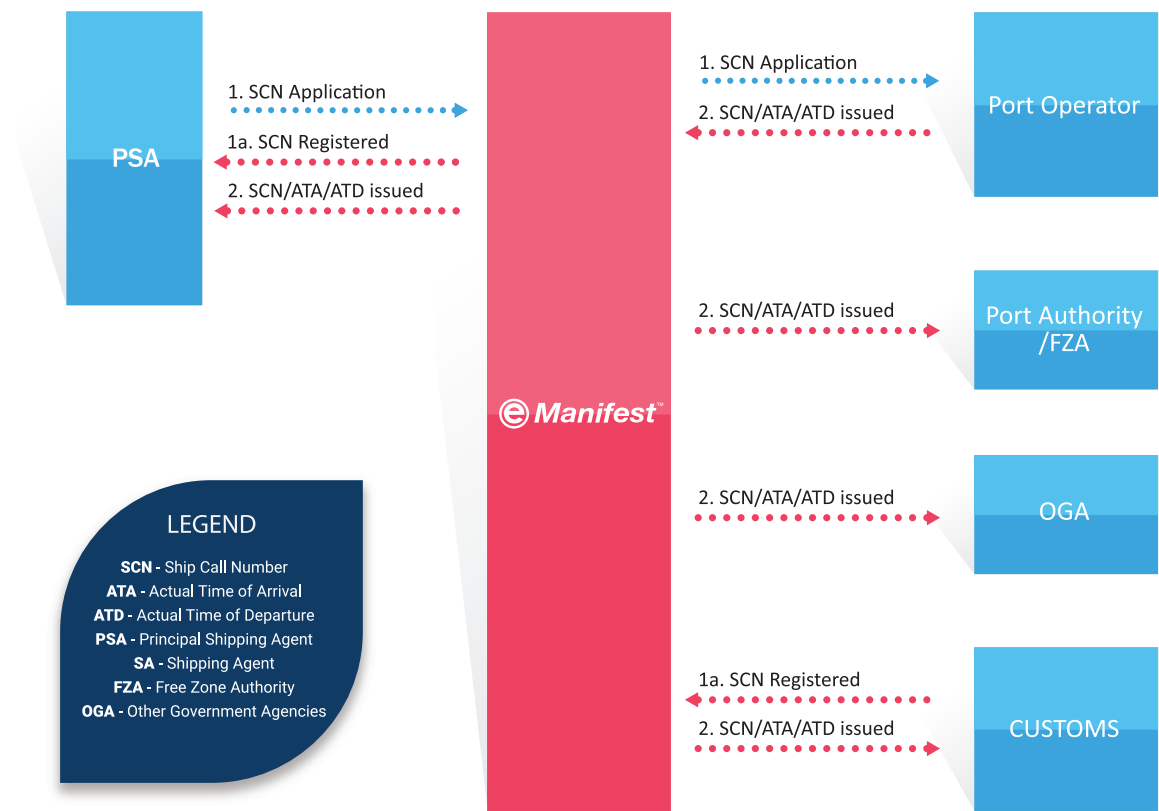 1. SCN Application
1a. SCN Registered
2. SCN/ATA/ATD issued
PSA
e Manifest™
1. SCN Application
2. SCN/ATA/ATD issued
Port Operator
2. SCN/ATA/ATD issued
Port Authority
/FZA
2. SCN/ATA/ATD issued
OGA
1a. SCN Registered
2. SCN/ATA/ATD issued
CUSTOMS
LEGEND
SCN - Ship Call Number
ATA - Actual Time of Arrival
ATD - Actual Time of Departure
PSA - Principal Shipping Agent
SA - Shipping Agent
FZA - Free Zone Authority
OGA - Other Government Agencies